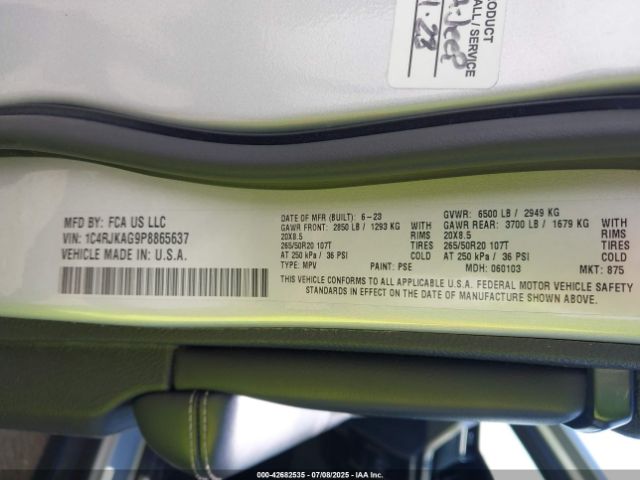 PRODUCT
ALL / SERVICE
Jeep
MFD BY: FCA US LLC
VIN: 1C4RJKAG9P8865637
VEHICLE MADE IN: U.S.A.
DATE OF MFR (BUILT): 6-23
GAWR FRONT: 2850 LB / 1293 KG WITH
20X8.5 RIMS
265/50R20 107T TIRES
AT 250 kPa / 36 PSI COLD
TYPE: MPV PAINT: PSE
GVWR: 6500 LB / 2949 KG
GAWR REAR: 3700 LB / 1679 KG WITH
20X8.5 RIMS
265/50R20 107T TIRES
AT 250 kPa / 36 PSI COLD
MDH: 060103 MKT: 875
THIS VEHICLE CONFORMS TO ALL APPLICABLE U.S.A. FEDERAL MOTOR VEHICLE SAFETY
STANDARDS IN EFFECT ON THE DATE OF MANUFACTURE SHOWN ABOVE.
000-42682535 - 07/08/2025 - IAA Inc.